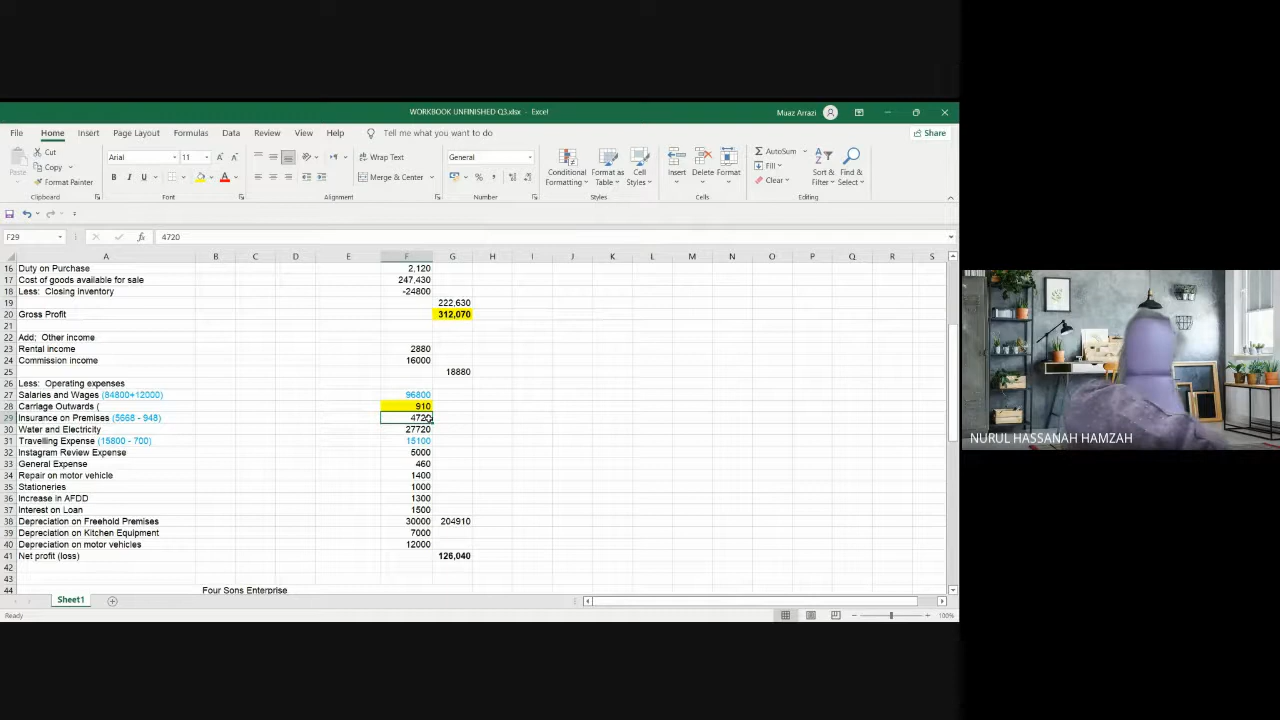 WORKBOOK UNFINISHED Q3.xlsx - Excel
Muaz Arrazi
File Home Insert Page Layout Formulas Data Review View Help Tell me what you want to do
Share
Paste
Cut
Copy
Format Painter
Clipboard
Arial 11
B I U
Font
Wrap Text
Merge & Center
Alignment
General
%
Number
Conditional Formatting
Format as Table
Cell Styles
Styles
Insert Delete Format
Cells
AutoSum
Fill
Clear
Sort & Filter
Find & Select
Editing
F29 fx 4720
A B C D E F G H I J K L M N O P Q R S
16 Duty on Purchase 2,120
17 Cost of goods available for sale 247,430
18 Less: Closing inventory -24800
19 222,630
20 Gross Profit 312,070
21
22 Add; Other income
23 Rental income 2880
24 Commission income 16000
25 18880
26 Less: Operating expenses
27 Salaries and Wages (84800+12000) 96800
28 Carriage Outwards ( 910
29 Insurance on Premises (5668 - 948) 4720
30 Water and Electricity 27720
31 Travelling Expense (15800 - 700) 15100
32 Instagram Review Expense 5000
33 General Expense 460
34 Repair on motor vehicle 1400
35 Stationeries 1000
36 Increase in AFDD 1300
37 Interest on Loan 1500
38 Depreciation on Freehold Premises 30000 204910
39 Depreciation on Kitchen Equipment 7000
40 Depreciation on motor vehicles 12000
41 Net profit (loss) 126,040
42
43
44 Four Sons Enterprise
Sheet1
Ready
100%
NURUL HASSANAH HAMZAH